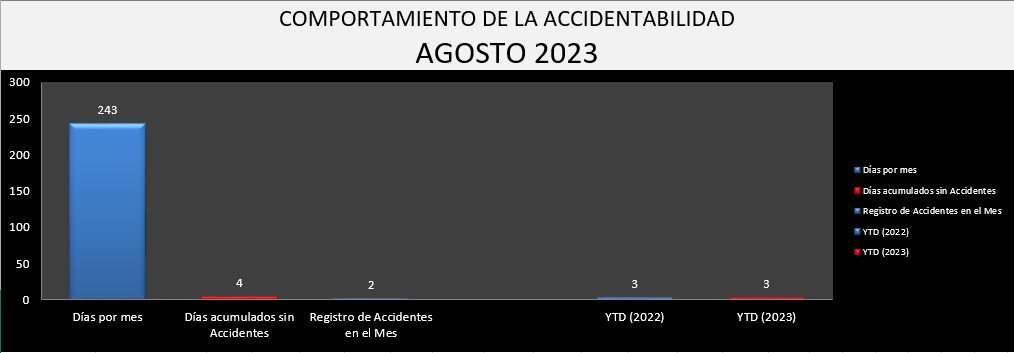 COMPORTAMIENTO DE LA ACCIDENTABILIDAD
AGOSTO 2023
300
250
200
150
100
50
0
243
4
2
3
3
Días por mes
Días acumulados sin
Accidentes
Registro de Accidentes
en el Mes
YTD (2022)
YTD (2023)
Días por mes
Días acumulados sin Accidentes
Registro de Accidentes en el Mes
YTD (2022)
YTD (2023)